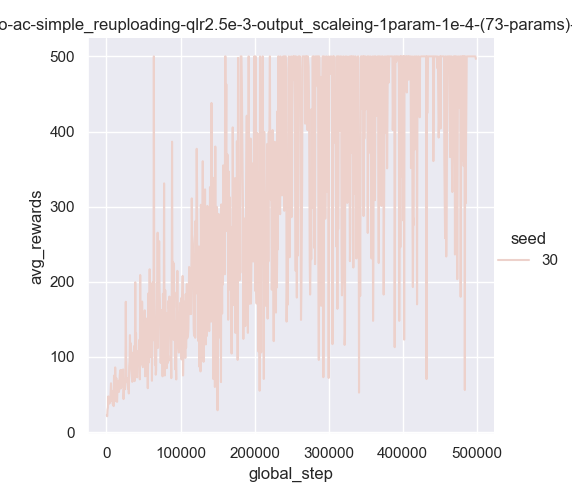 o-ac-simple_reuploading-qlr2.5e-3-output_scaleing-1param-1e-4-(73-params)-
500
400
300
200
100
0
avg_rewards
0 100000 200000 300000 400000 500000
global_step
seed
30